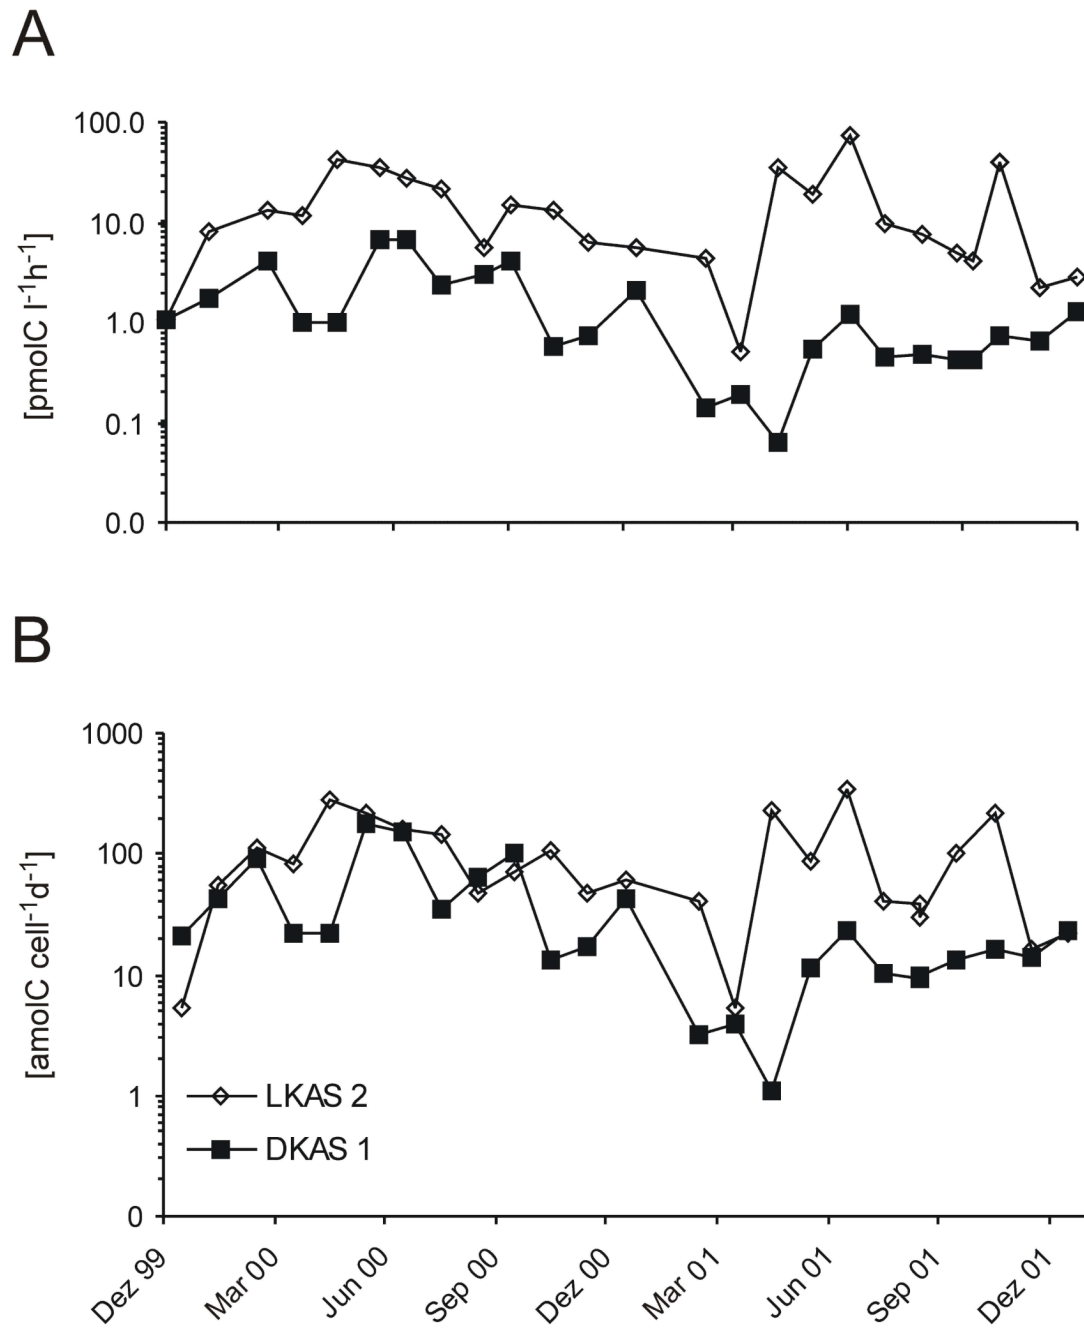 A
100.0
10.0
1.0
0.1
0.0
[pmolC l⁻¹h⁻¹]
B
1000
100
10
1
0
[amolC cell⁻¹d⁻¹]
LKAS 2
DKAS 1
Dez 99
Mar 00
Jun 00
Sep 00
Dez 00
Mar 01
Jun 01
Sep 01
Dez 01